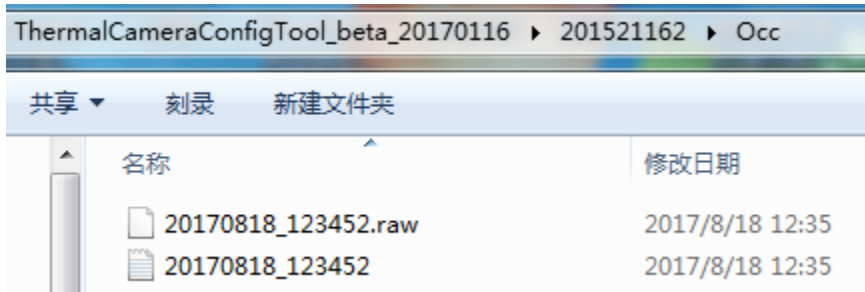 ThermalCameraConfigTool_beta_20170116 ▸ 201521162 ▸ Occ
共享 ▼ 刻录 新建文件夹
名称 修改日期
20170818_123452.raw 2017/8/18 12:35
20170818_123452 2017/8/18 12:35